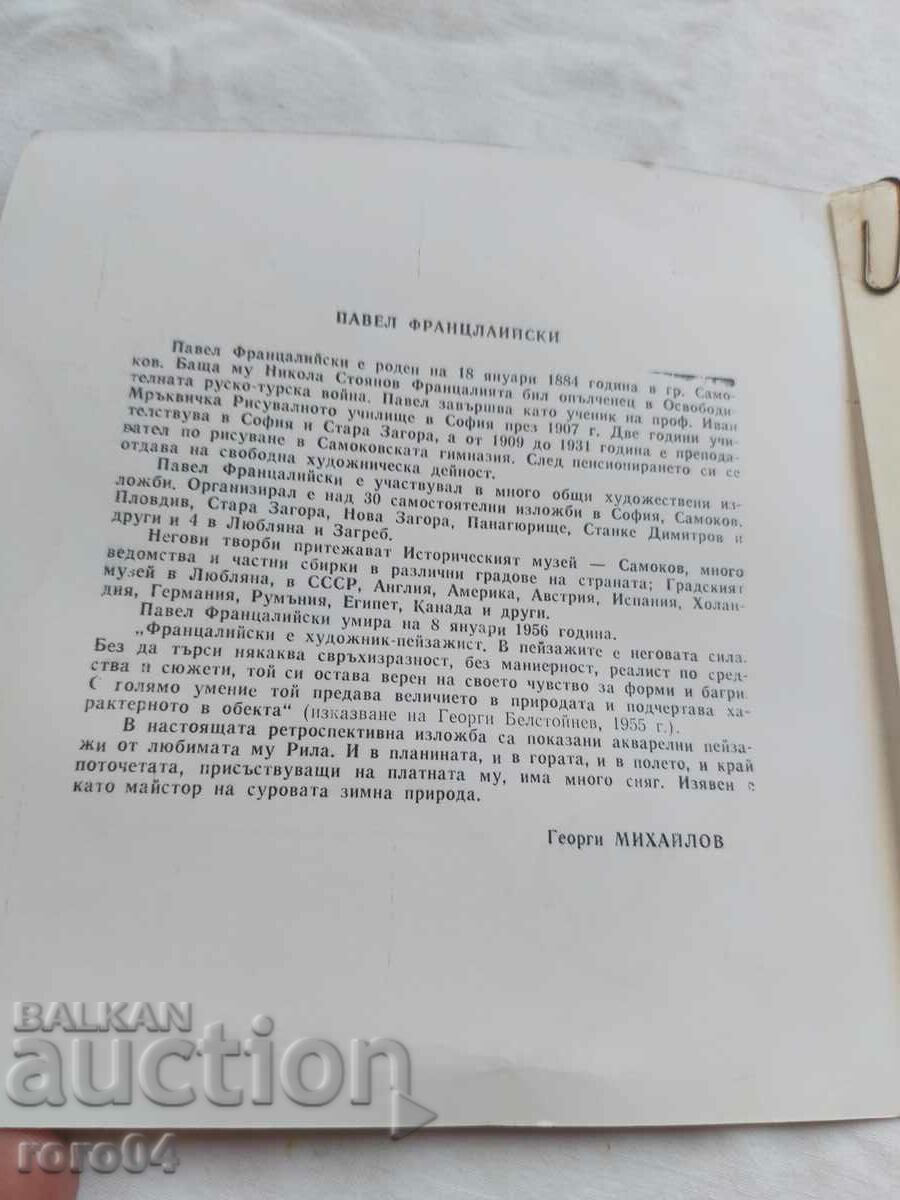 ПАВЕЛ ФРАНЦЛАИЙСКИ
Павел Францалийски е роден на 18 януари 1884 година в гр. Само-
ков. Баща му Никола Стоянов Францалията бил опълченец в Освободи-
телната руско-турска война. Павел завършва като ученик на проф. Иван
Мръквичка Рисувалното училище в София през 1907 г. Две години учи-
телствува в София и Стара Загора, а от 1909 до 1931 година е препода-
вател по рисуване в Самоковската гимназия. След пенсионирането си се
отдава на свободна художническа дейност.
Павел Францалийски е участвувал в много общи художествени из-
ложби. Организирал е над 30 самостоятелни изложби в София, Самоков,
Пловдив, Стара Загора, Нова Загора, Панагюрище, Станке Димитров и
други и 4 в Любляна и Загреб.
Негови творби притежават Историческият музей — Самоков, много
ведомства и частни сбирки в различни градове на страната; Градският
музей в Любляна, в СССР, Англия, Америка, Австрия, Испания, Холан-
дия, Германия, Румъния, Египет, Канада и други.
Павел Францалийски умира на 8 януари 1956 година.
„Францалийски е художник-пейзажист. В пейзажите е неговата сила.
Без да търси някаква свръхизразност, без маниерност, реалист по сред-
ства и сюжети, той си остава верен на своето чувство за форми и багри.
С голямо умение той предава величието в природата и подчертава ха-
рактерното в обекта“ (изказване на Георги Белстойнев, 1955 г.).
В настоящата ретроспективна изложба са показани акварелни пейза-
жи от любимата му Рила. И в планината, и в гората, и в полето, и край
поточетата, присъствуващи на платната му, има много сняг. Изявен е
като майстор на суровата зимна природа.
Георги МИХАЙЛОВ
BALKAN
auction
roro04